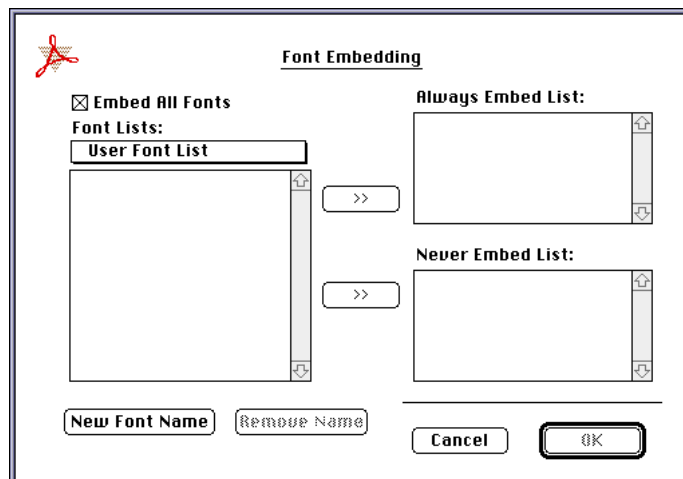 Font Embedding
Embed All Fonts
Font Lists:
User Font List
>>
>>
Always Embed List:
Never Embed List:
New Font Name
Remove Name
Cancel
OK